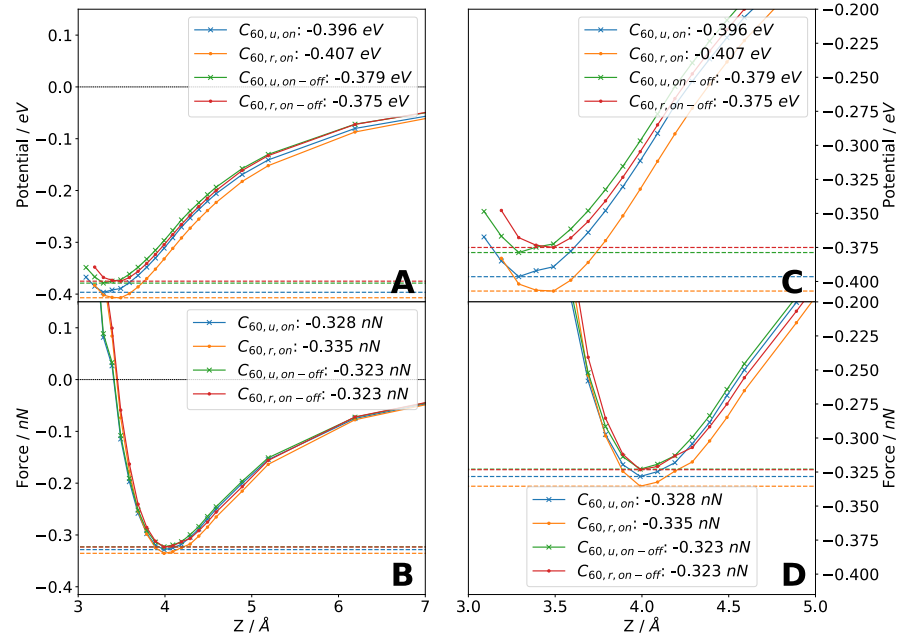 0.1
0.0
−0.1
−0.2
−0.3
−0.4
Potential / eV
C60,u,on: -0.396 eV
C60,r,on: -0.407 eV
C60,u,on−off: -0.379 eV
C60,r,on−off: -0.375 eV
A
C60,u,on: -0.396 eV
C60,r,on: -0.407 eV
C60,u,on−off: -0.379 eV
C60,r,on−off: -0.375 eV
C
−0.200
−0.225
−0.250
−0.275
−0.300
−0.325
−0.350
−0.375
−0.400
Potential / eV
0.1
0.0
−0.1
−0.2
−0.3
−0.4
Force / nN
C60,u,on: -0.328 nN
C60,r,on: -0.335 nN
C60,u,on−off: -0.323 nN
C60,r,on−off: -0.323 nN
B
3 4 5 6 7
Z / Å
C60,u,on: -0.328 nN
C60,r,on: -0.335 nN
C60,u,on−off: -0.323 nN
C60,r,on−off: -0.323 nN
D
−0.200
−0.225
−0.250
−0.275
−0.300
−0.325
−0.350
−0.375
−0.400
Force / nN
3.0 3.5 4.0 4.5 5.0
Z / Å